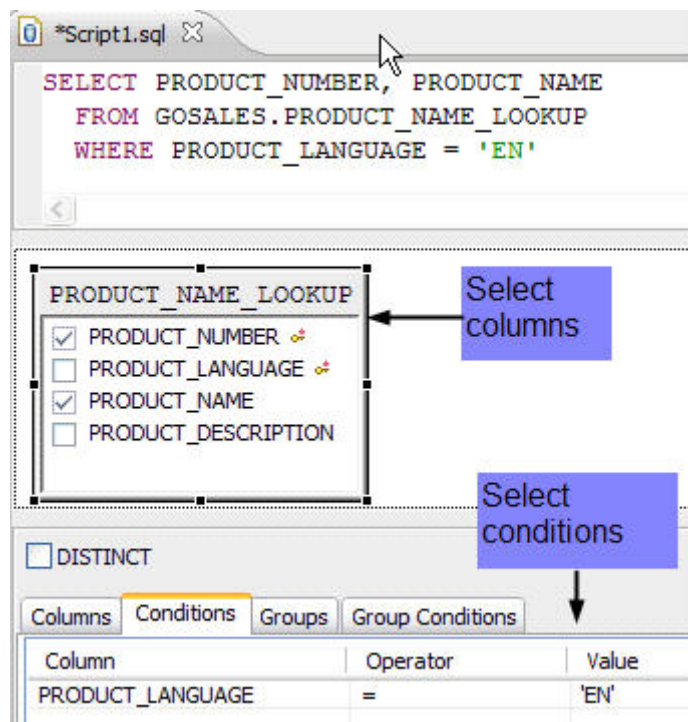 *Script1.sql
SELECT PRODUCT_NUMBER, PRODUCT_NAME
FROM GOSALES.PRODUCT_NAME_LOOKUP
WHERE PRODUCT_LANGUAGE = 'EN'
PRODUCT_NAME_LOOKUP
PRODUCT_NUMBER
PRODUCT_LANGUAGE
PRODUCT_NAME
PRODUCT_DESCRIPTION
Select
columns
Select
conditions
DISTINCT
Columns Conditions Groups Group Conditions
Column Operator Value
PRODUCT_LANGUAGE = 'EN'